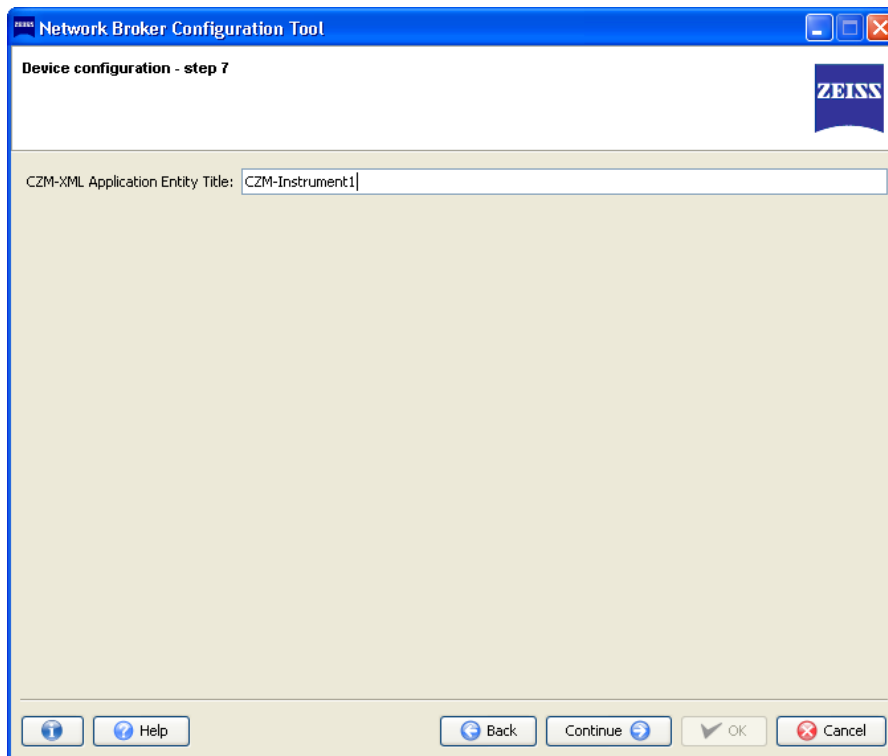 ZEISS Network Broker Configuration Tool
Device configuration - step 7
ZEISS
CZM-XML Application Entity Title: CZM-Instrument1
Help Back Continue OK Cancel